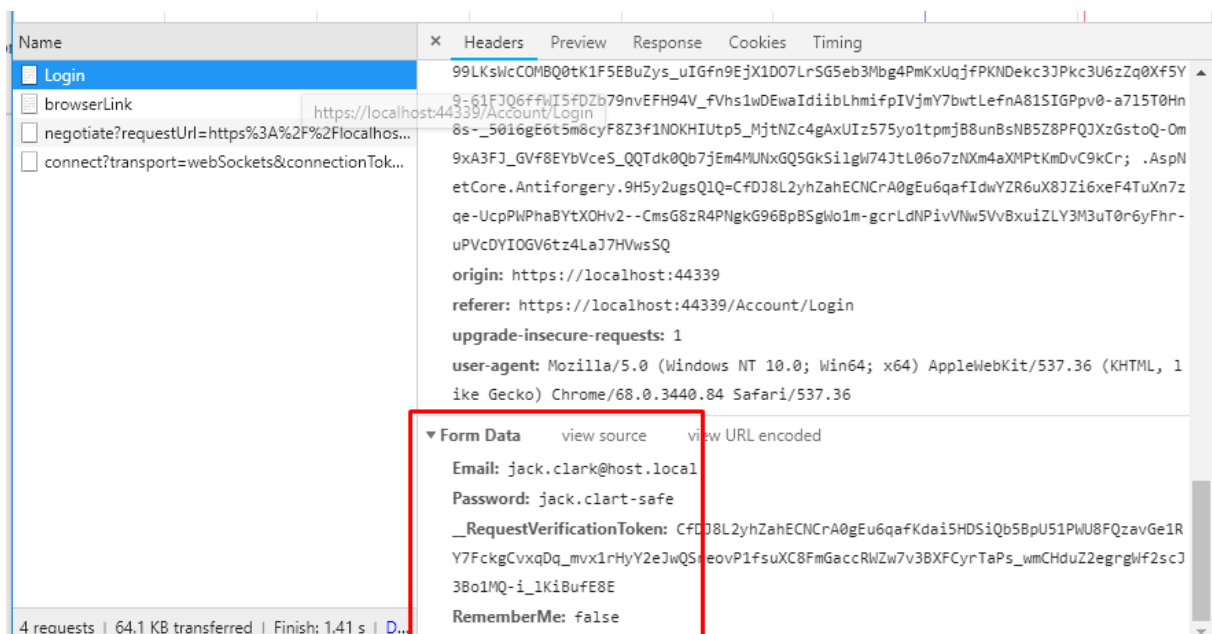 Name
Login
browserLink
https://localhost:44339/Account/Login
negotiate?requestUrl=https%3A%2F%2Flocalhos...
connect?transport=webSockets&connectionTok...
4 requests | 64.1 KB transferred | Finish: 1.41 s | D...
× Headers Preview Response Cookies Timing
99LKsWcCOMBQ0tK1F5EBuZys_uIGfn9EjX1DO7LrSG5eb3Mbg4PmKxUqjfPKNDekc3JPkc3U6zZq0Xf5Y
9-61FJQ6ffWI5fDZb79nvEFH94V_fVhs1wDEwaIdiibLhmifpIVjmY7bwtLefnA81SIGPpv0-a7l5T0Hn
8s-_5016gE6t5m8cyF8Z3f1NOKHIUtp5_MjtNZc4gAxUIz575yo1tpmjB8unBsNB5Z8PFQJXzGstoQ-Om
9xA3FJ_GVf8EYbVceS_QQTdk0Qb7jEm4MUNxGQ5GkSilgW74JtL06o7zNXm4aXMPtKmDvC9kCr; .AspN
etCore.Antiforgery.9H5y2ugsQlQ=CfDJ8L2yhZahECNCrA0gEu6qafIdwYZR6uX8JZi6xeF4TuXn7z
qe-UcpPWPhaBYtXOHv2--CmsG8zR4PNgkG96BpBSgWo1m-gcrLdNPivVNw5VvBxuiZLY3M3uT0r6yFhr-
uPVcDYIOGV6tz4LaJ7HVwsSQ
origin: https://localhost:44339
referer: https://localhost:44339/Account/Login
upgrade-insecure-requests: 1
user-agent: Mozilla/5.0 (Windows NT 10.0; Win64; x64) AppleWebKit/537.36 (KHTML, l
ike Gecko) Chrome/68.0.3440.84 Safari/537.36
Form Data view source view URL encoded
Email: jack.clark@host.local
Password: jack.clart-safe
__RequestVerificationToken: CfDJ8L2yhZahECNCrA0gEu6qafKdai5HDSiQb5BpU51PWU8FQzavGe1R
Y7FckgCvxqDq_mvx1rHyY2eJwQSreovP1fsuXC8FmGaccRWZw7v3BXFCyrTaPs_wmCHduZ2egrgWf2scJ
3Bo1MQ-i_lKiBufE8E
RememberMe: false